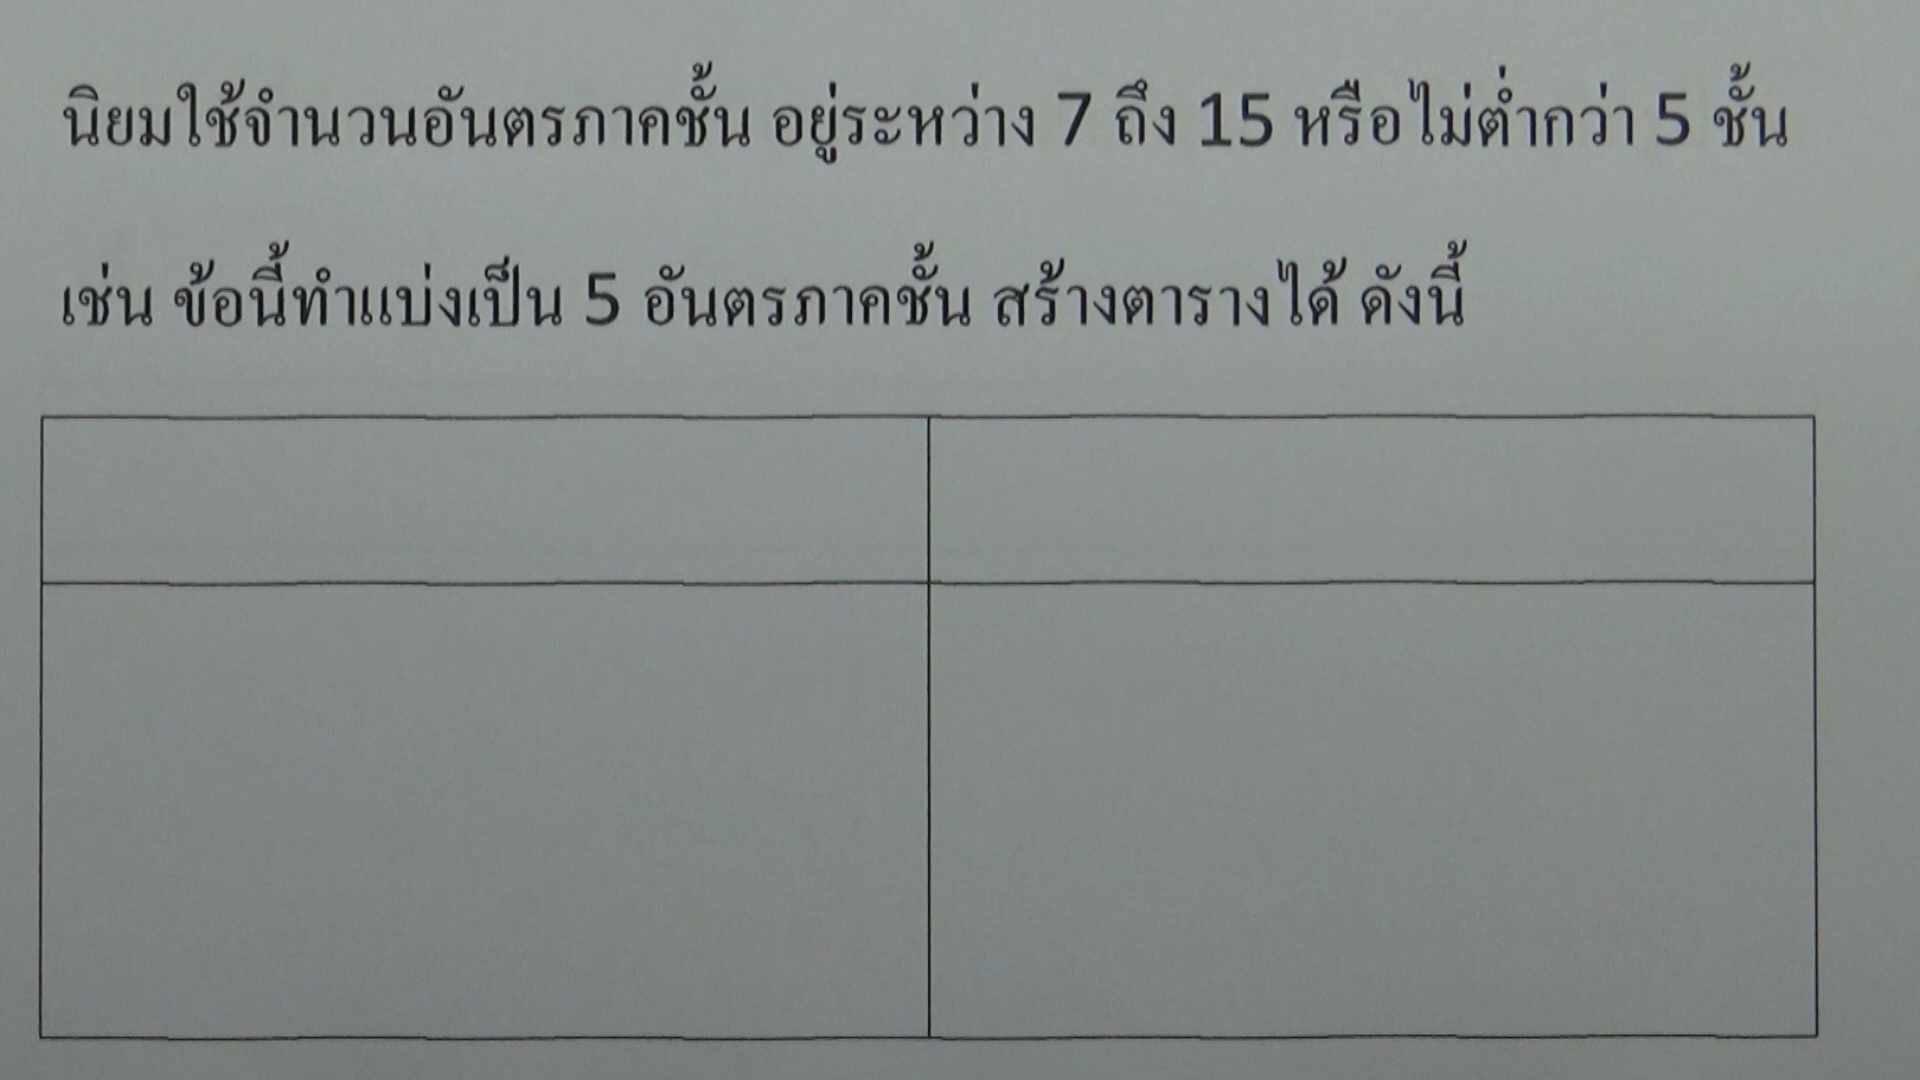 นิยมใช้จำนวนอันตรภาคชั้น อยู่ระหว่าง 7 ถึง 15 หรือไม่ต่ำกว่า 5 ชั้น
เช่น ข้อนี้ทำแบ่งเป็น 5 อันตรภาคชั้น สร้างตารางได้ ดังนี้